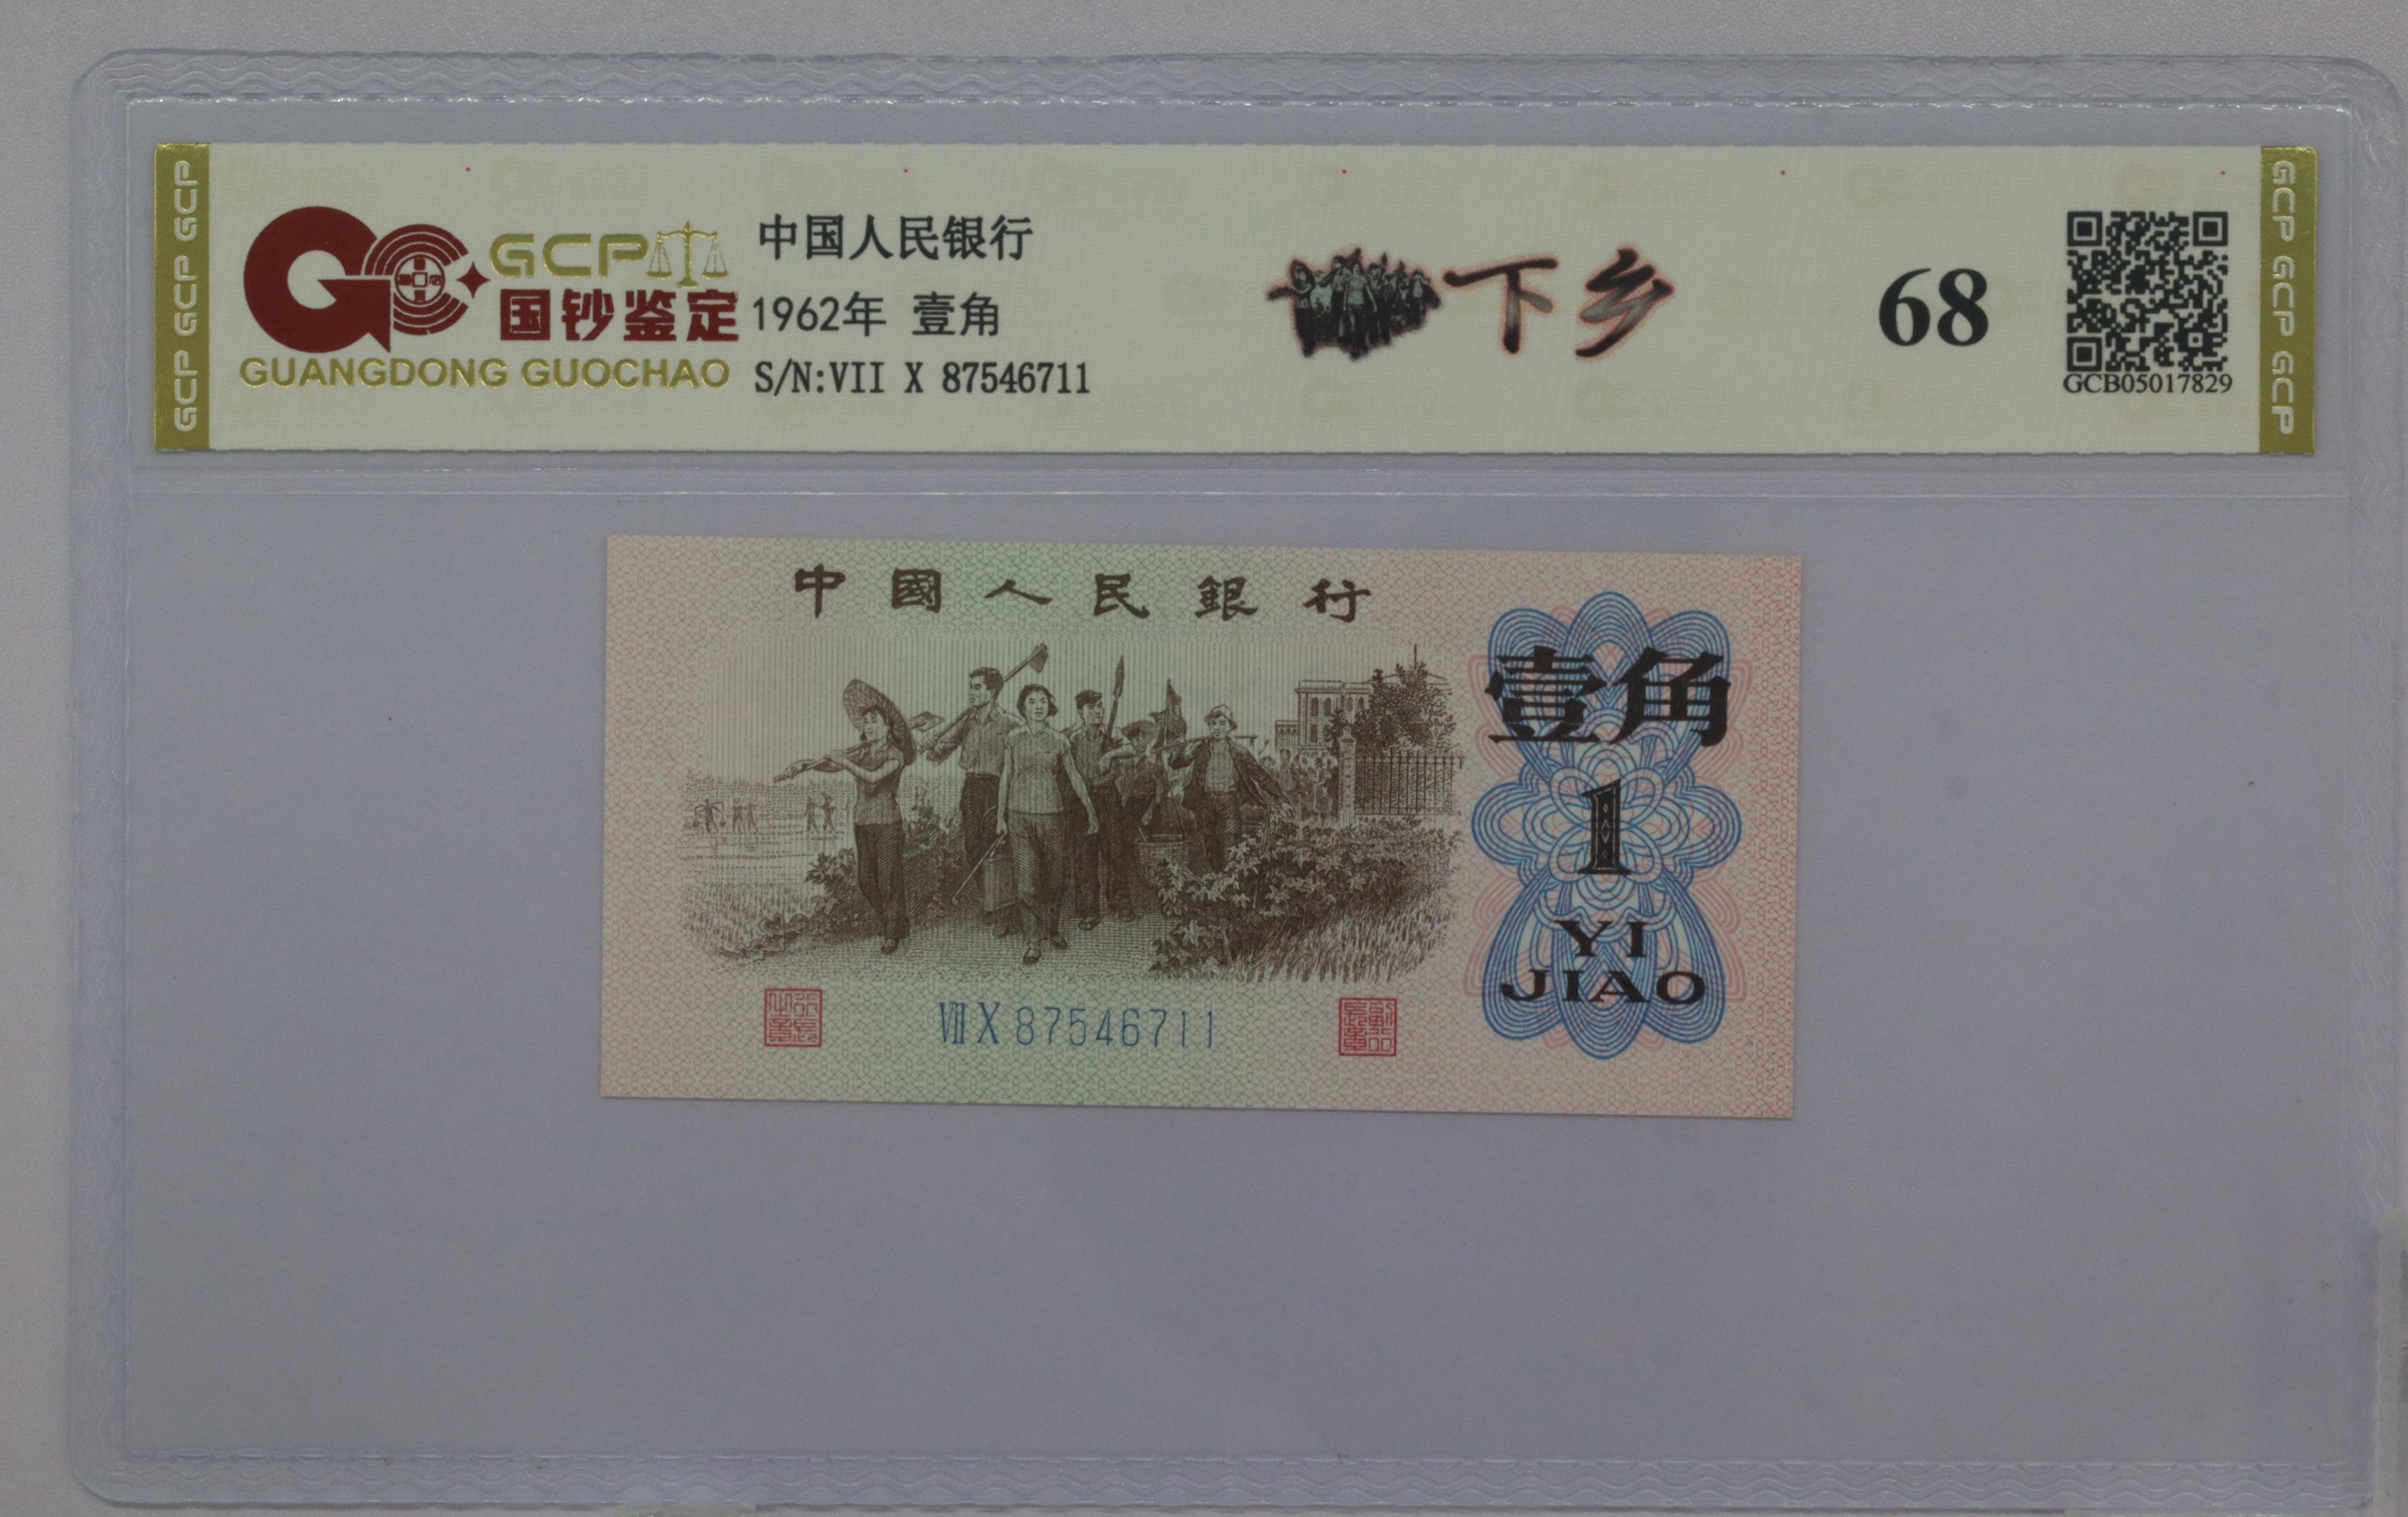 GCP GCP GCP
GCP
国钞鉴定
GUANGDONG GUOCHAO
中国人民银行
1962年 壹角
S/N:VII X 87546711
下乡
68
GCB05017829
GCP GCP GCP
中國人民銀行
壹角
1
YI
JIAO
VII X 87546711